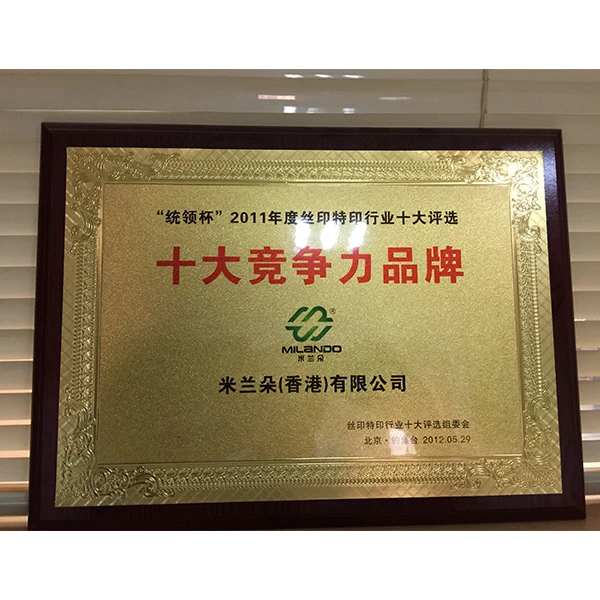 “统领杯”2011年度丝印特印行业十大评选
十大竞争力品牌
®
MILANDO
米兰朵
米兰朵(香港)有限公司
丝印特印行业十大评选组委会
北京·钓鱼台 2012.05.29